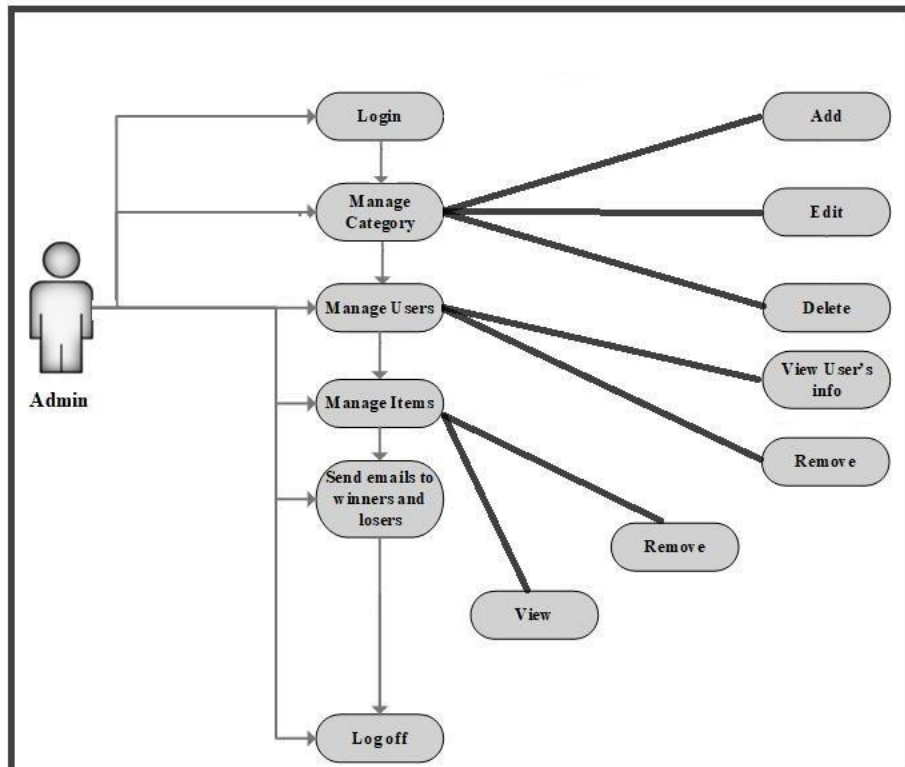 Login
Add
Manage
Category
Edit
Manage Users
Delete
View User's
info
Admin
Manage Items
Remove
Send emails to
winners and
losers
Remove
View
Log off